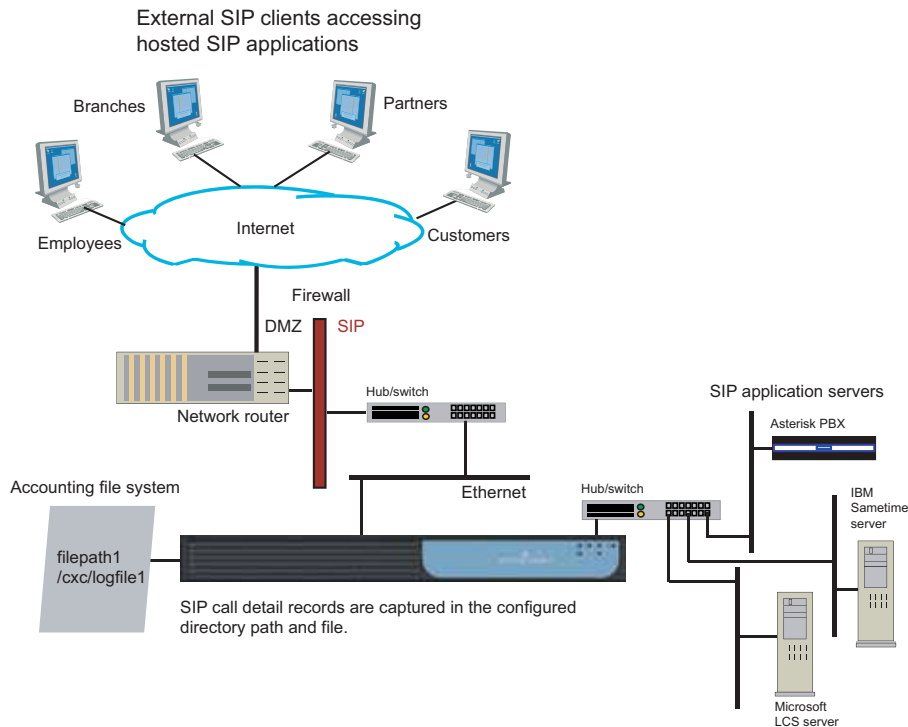 External SIP clients accessing
hosted SIP applications
Branches
Partners
Employees
Internet
Customers
Firewall
DMZ
SIP
Network router
Hub/switch
SIP application servers
Asterisk PBX
Accounting file system
Ethernet
Hub/switch
IBM
Sametime
server
filepath1
/cxc/logfile1
SIP call detail records are captured in the configured
directory path and file.
Microsoft
LCS server